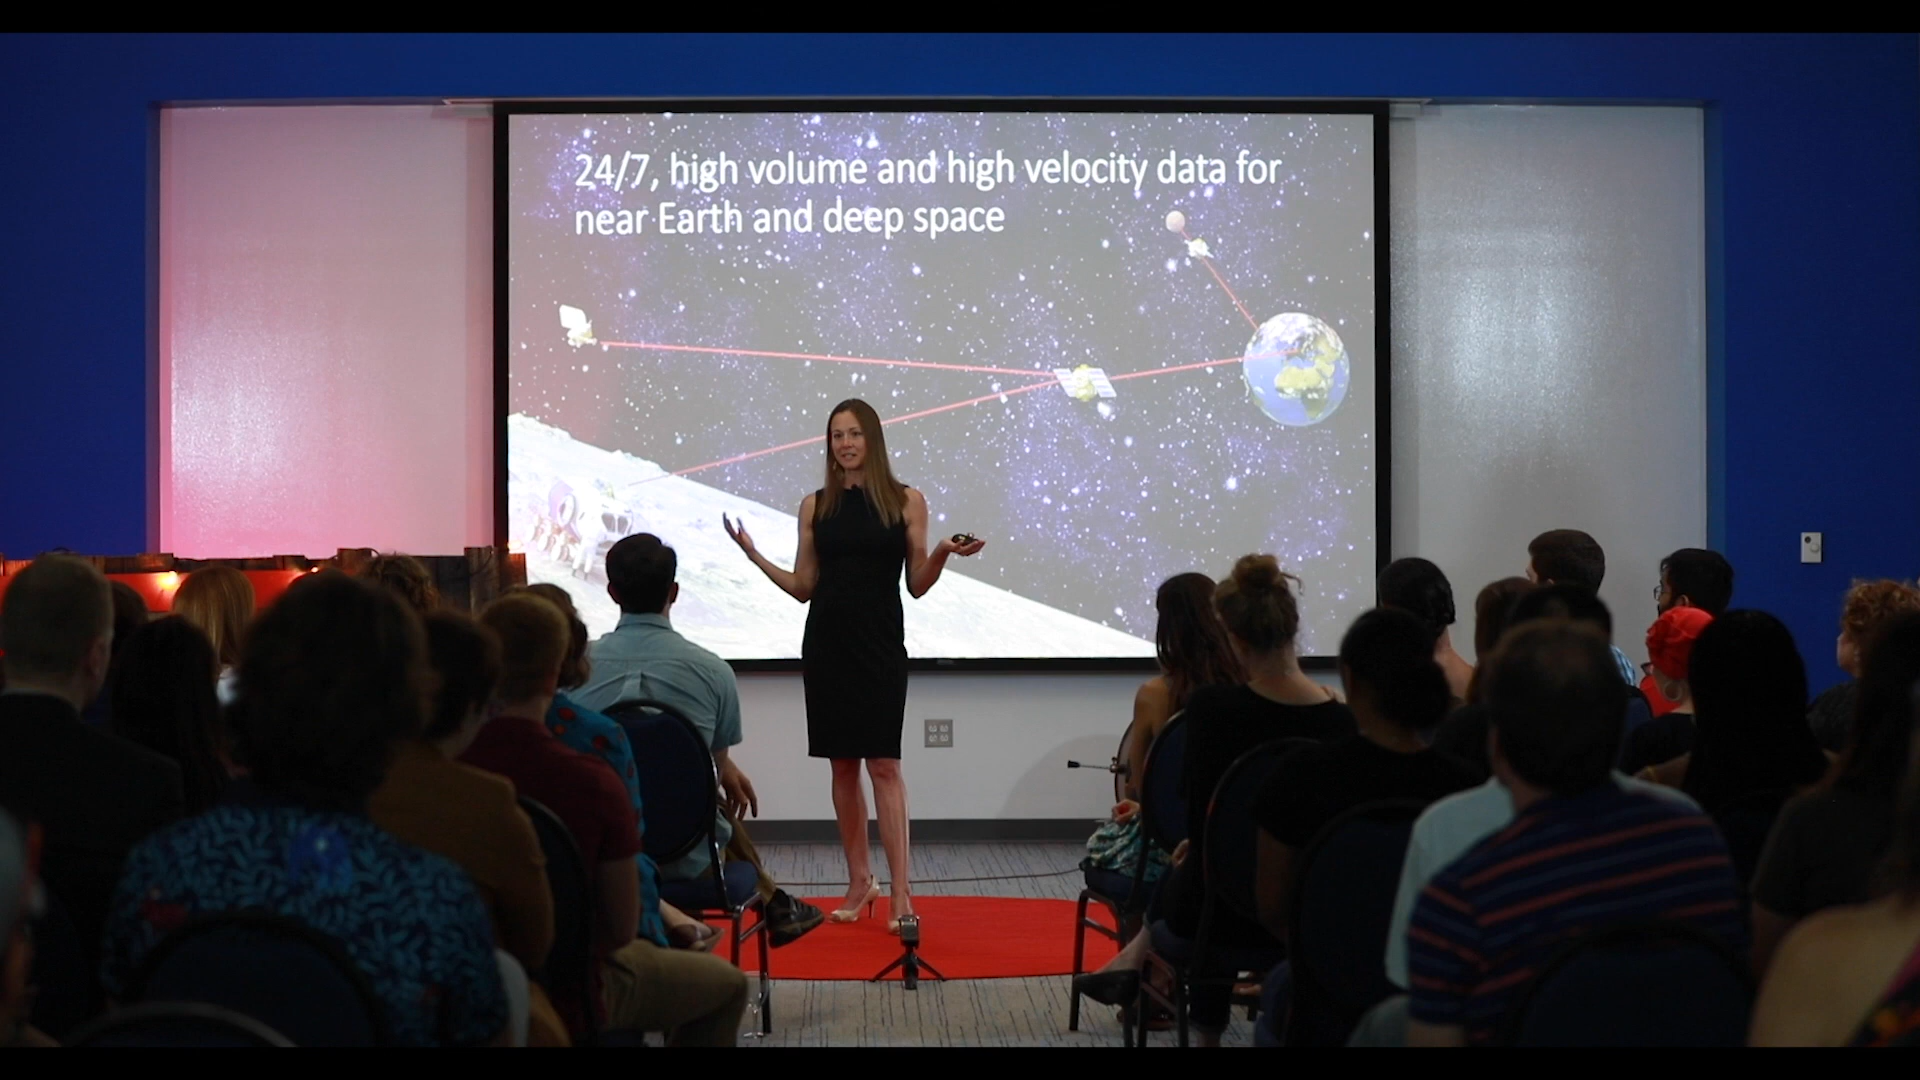 24/7, high volume and high velocity data for
near Earth and deep space